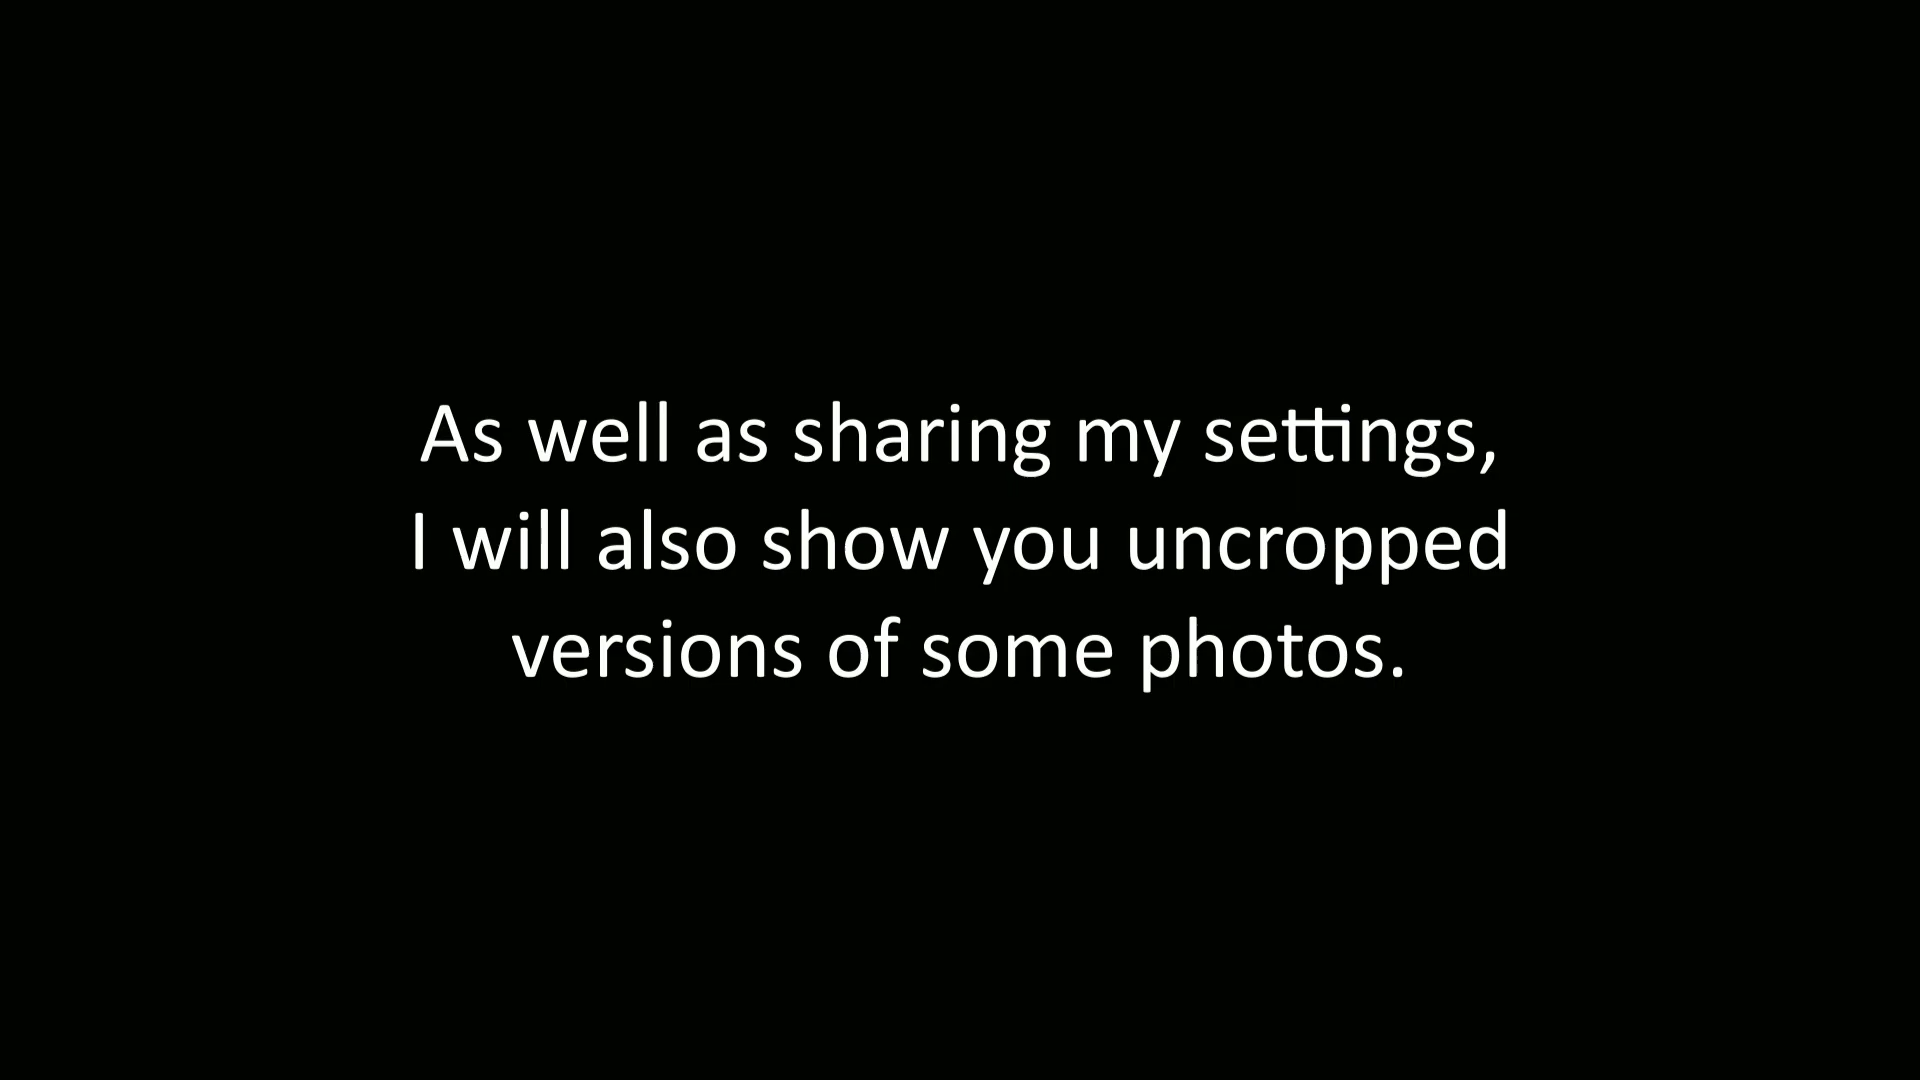 As well as sharing my settings,
I will also show you uncropped
versions of some photos.